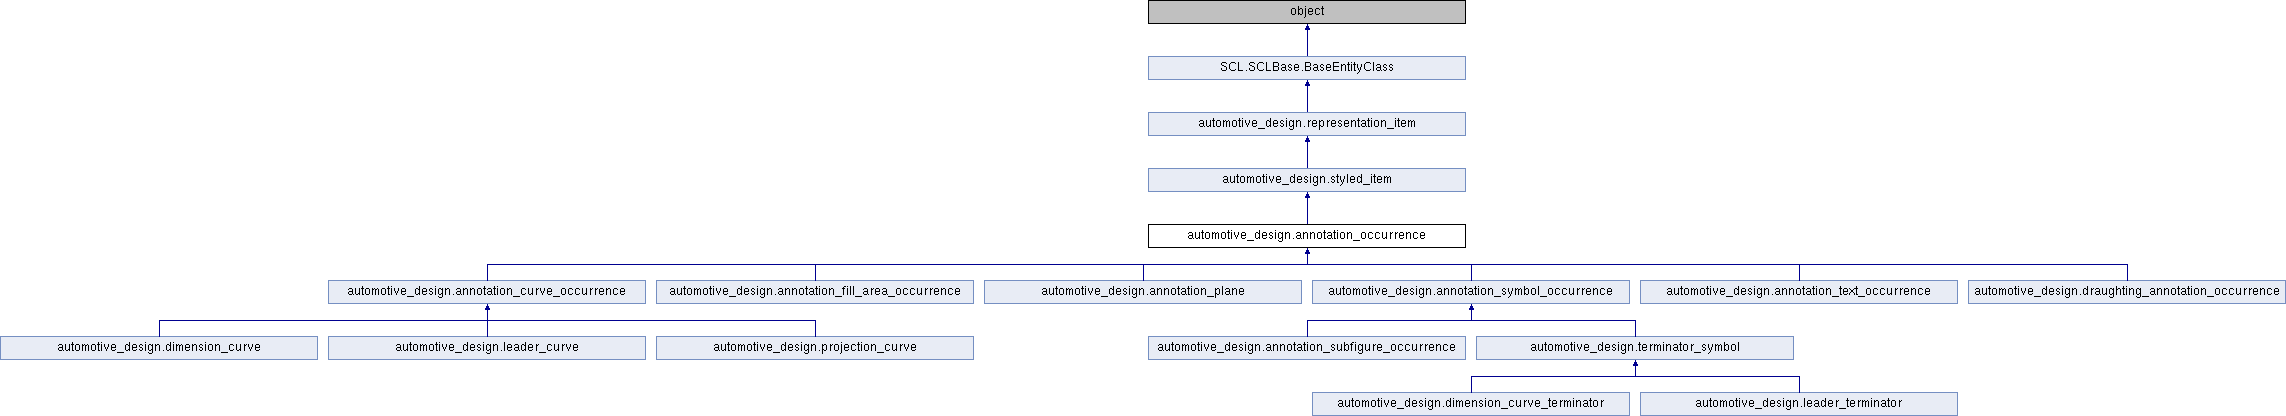 object
SCL.SCLBase.BaseEntityClass
automotive_design.representation_item
automotive_design.styled_item
automotive_design.annotation_occurrence
automotive_design.annotation_curve_occurrence
automotive_design.annotation_fill_area_occurrence
automotive_design.annotation_plane
automotive_design.annotation_symbol_occurrence
automotive_design.annotation_text_occurrence
automotive_design.draughting_annotation_occurrence
automotive_design.dimension_curve
automotive_design.leader_curve
automotive_design.projection_curve
automotive_design.annotation_subfigure_occurrence
automotive_design.terminator_symbol
automotive_design.dimension_curve_terminator
automotive_design.leader_terminator